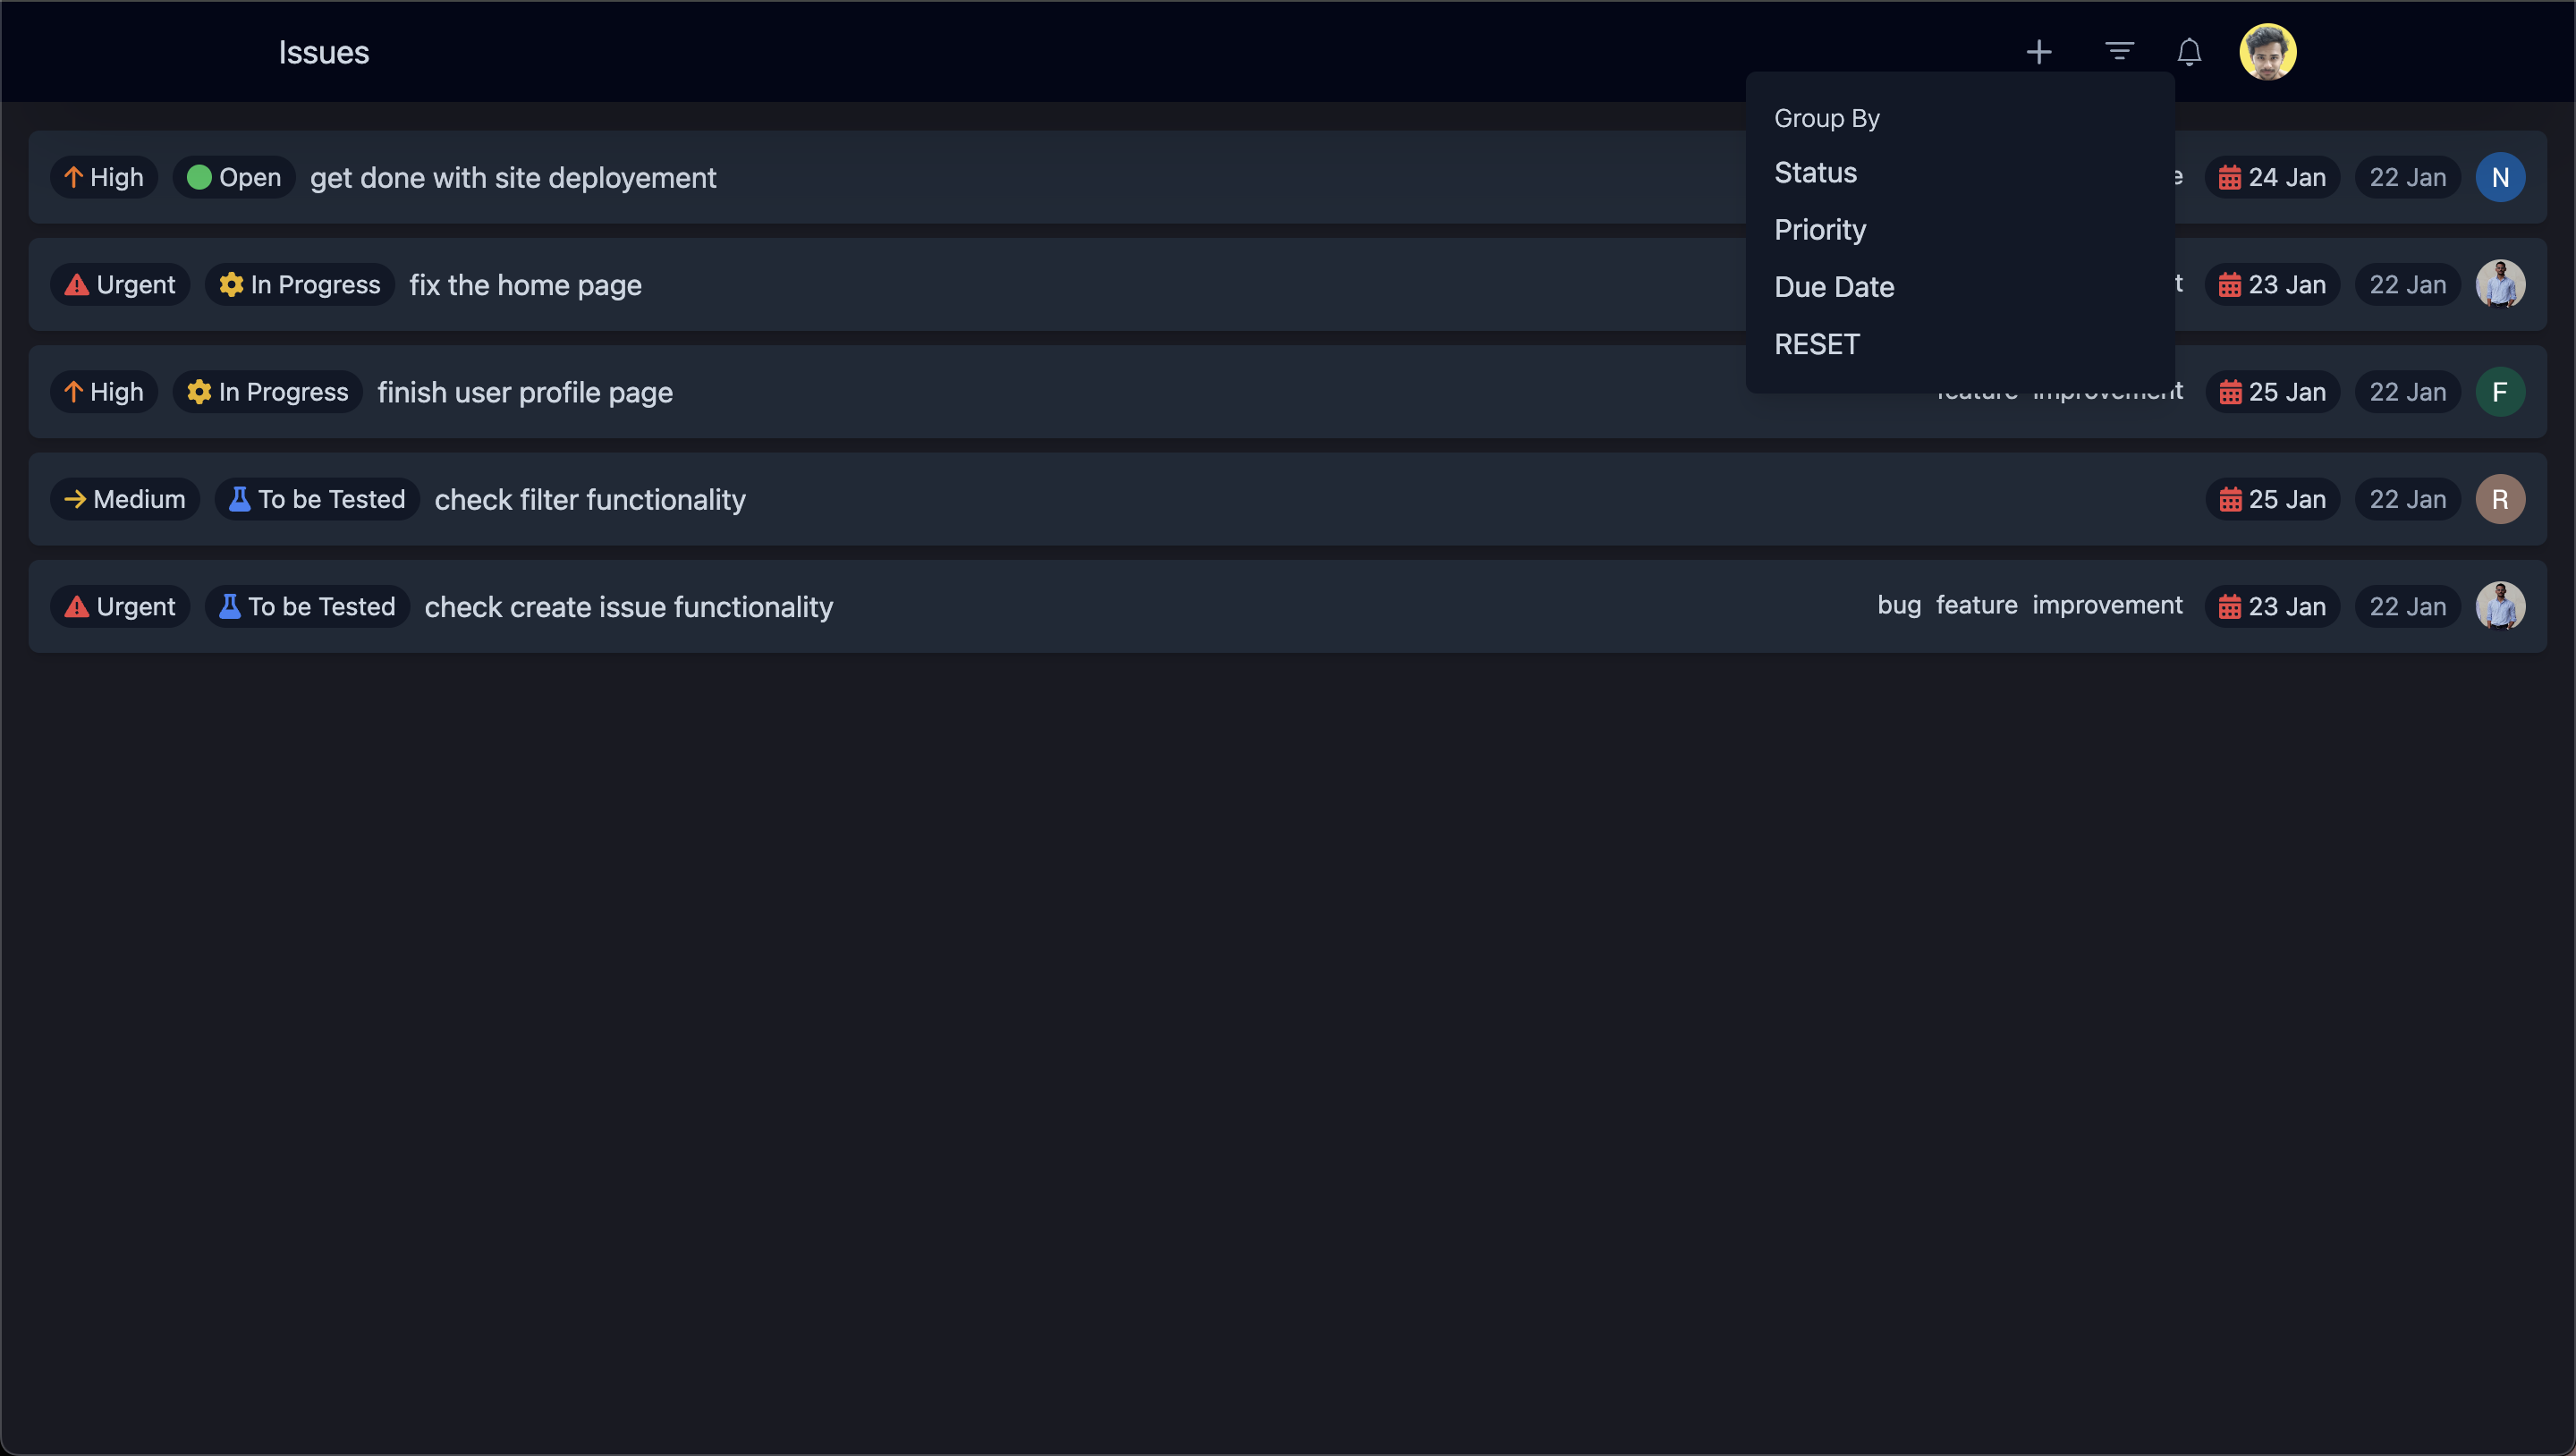 Issues
Group By
Status
Priority
Due Date
RESET
High Open get done with site deployement 24 Jan 22 Jan N
Urgent In Progress fix the home page 23 Jan 22 Jan
High In Progress finish user profile page feature improvement 25 Jan 22 Jan F
Medium To be Tested check filter functionality 25 Jan 22 Jan R
Urgent To be Tested check create issue functionality bug feature improvement 23 Jan 22 Jan